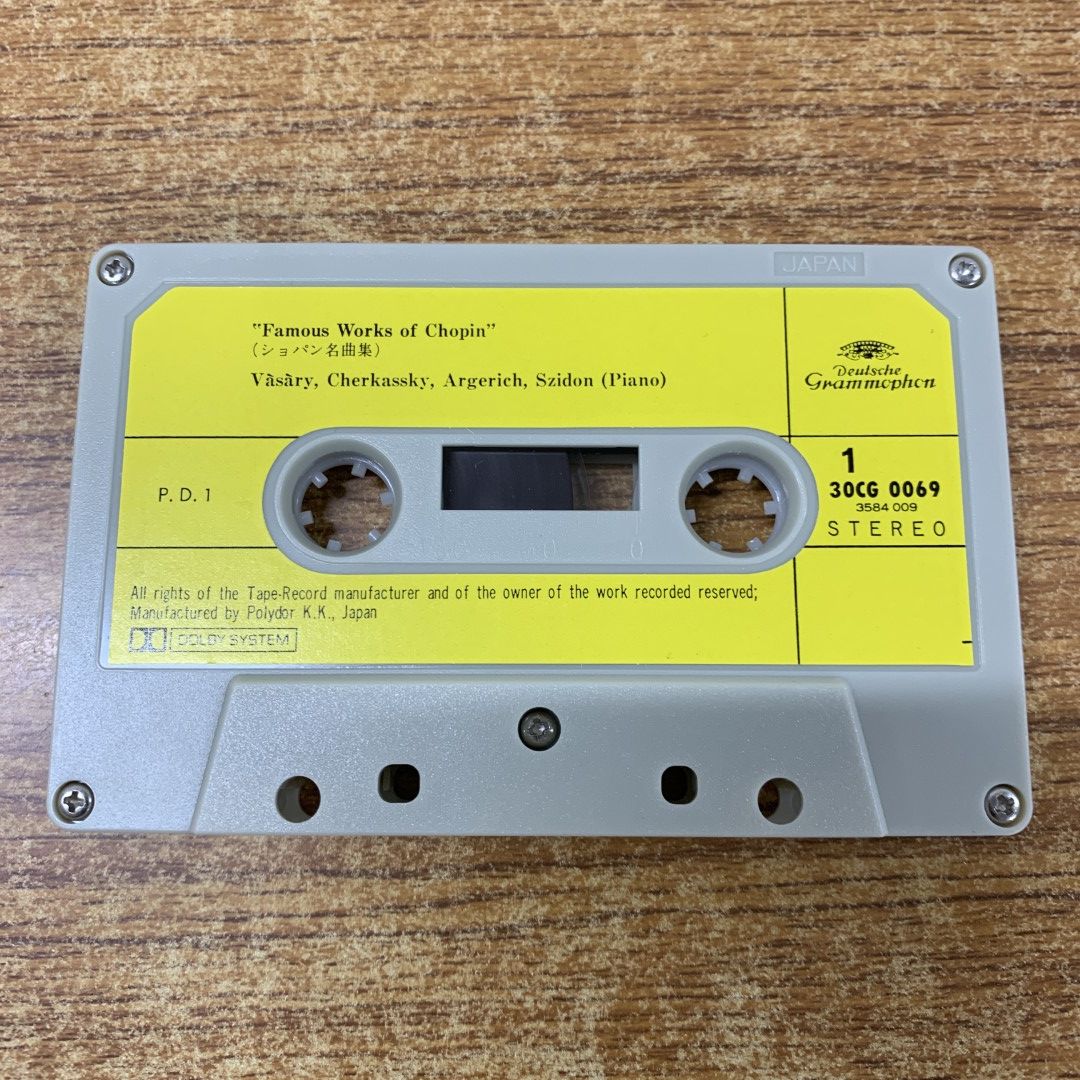 JAPAN
"Famous Works of Chopin"
(ショパン名曲集)
Vàsàry, Cherkassky, Argerich, Szidon (Piano)
Deutsche
Grammophon
P. D. 1
1
30CG 0069
3584 009
STEREO
All rights of the Tape-Record manufacturer and of the owner of the work recorded reserved;
Manufactured by Polydor K.K., Japan
DOLBY SYSTEM